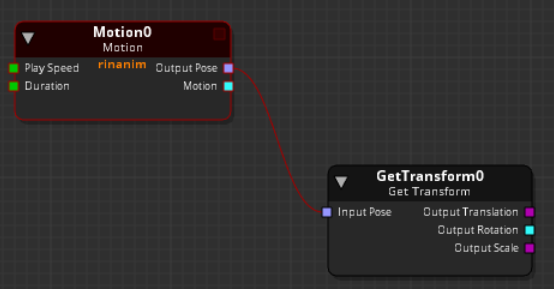 Motion0
Motion
Play Speed rinanim Output Pose
Duration Motion
GetTransform0
Get Transform
Input Pose Output Translation
Output Rotation
Output Scale